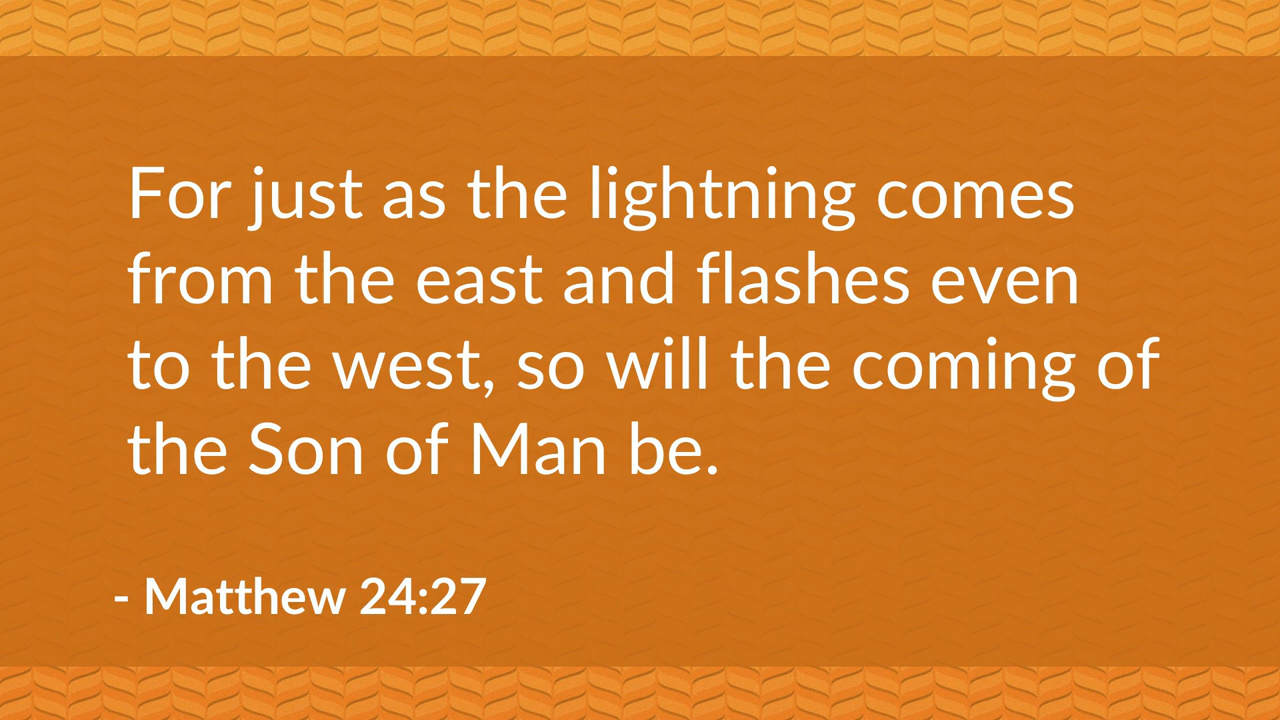 For just as the lightning comes
from the east and flashes even
to the west, so will the coming of
the Son of Man be.
- Matthew 24:27